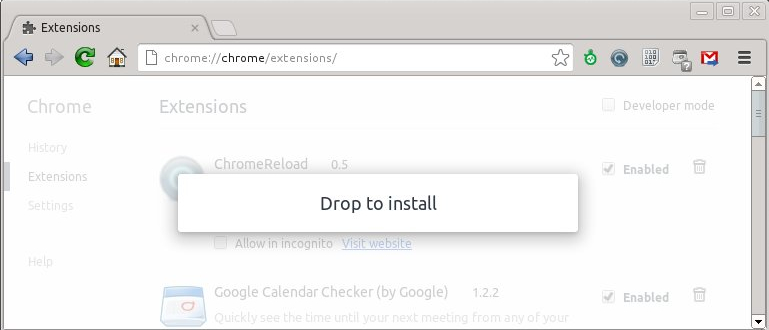 Extensions
chrome://chrome/extensions/
Chrome
Extensions
Developer mode
History
ChromeReload 0.5
Enabled
Extensions
Drop to install
Settings
Allow in incognito Visit website
Help
Google Calendar Checker (by Google) 1.2.2
Enabled
Quickly see the time until your next meeting from any of your